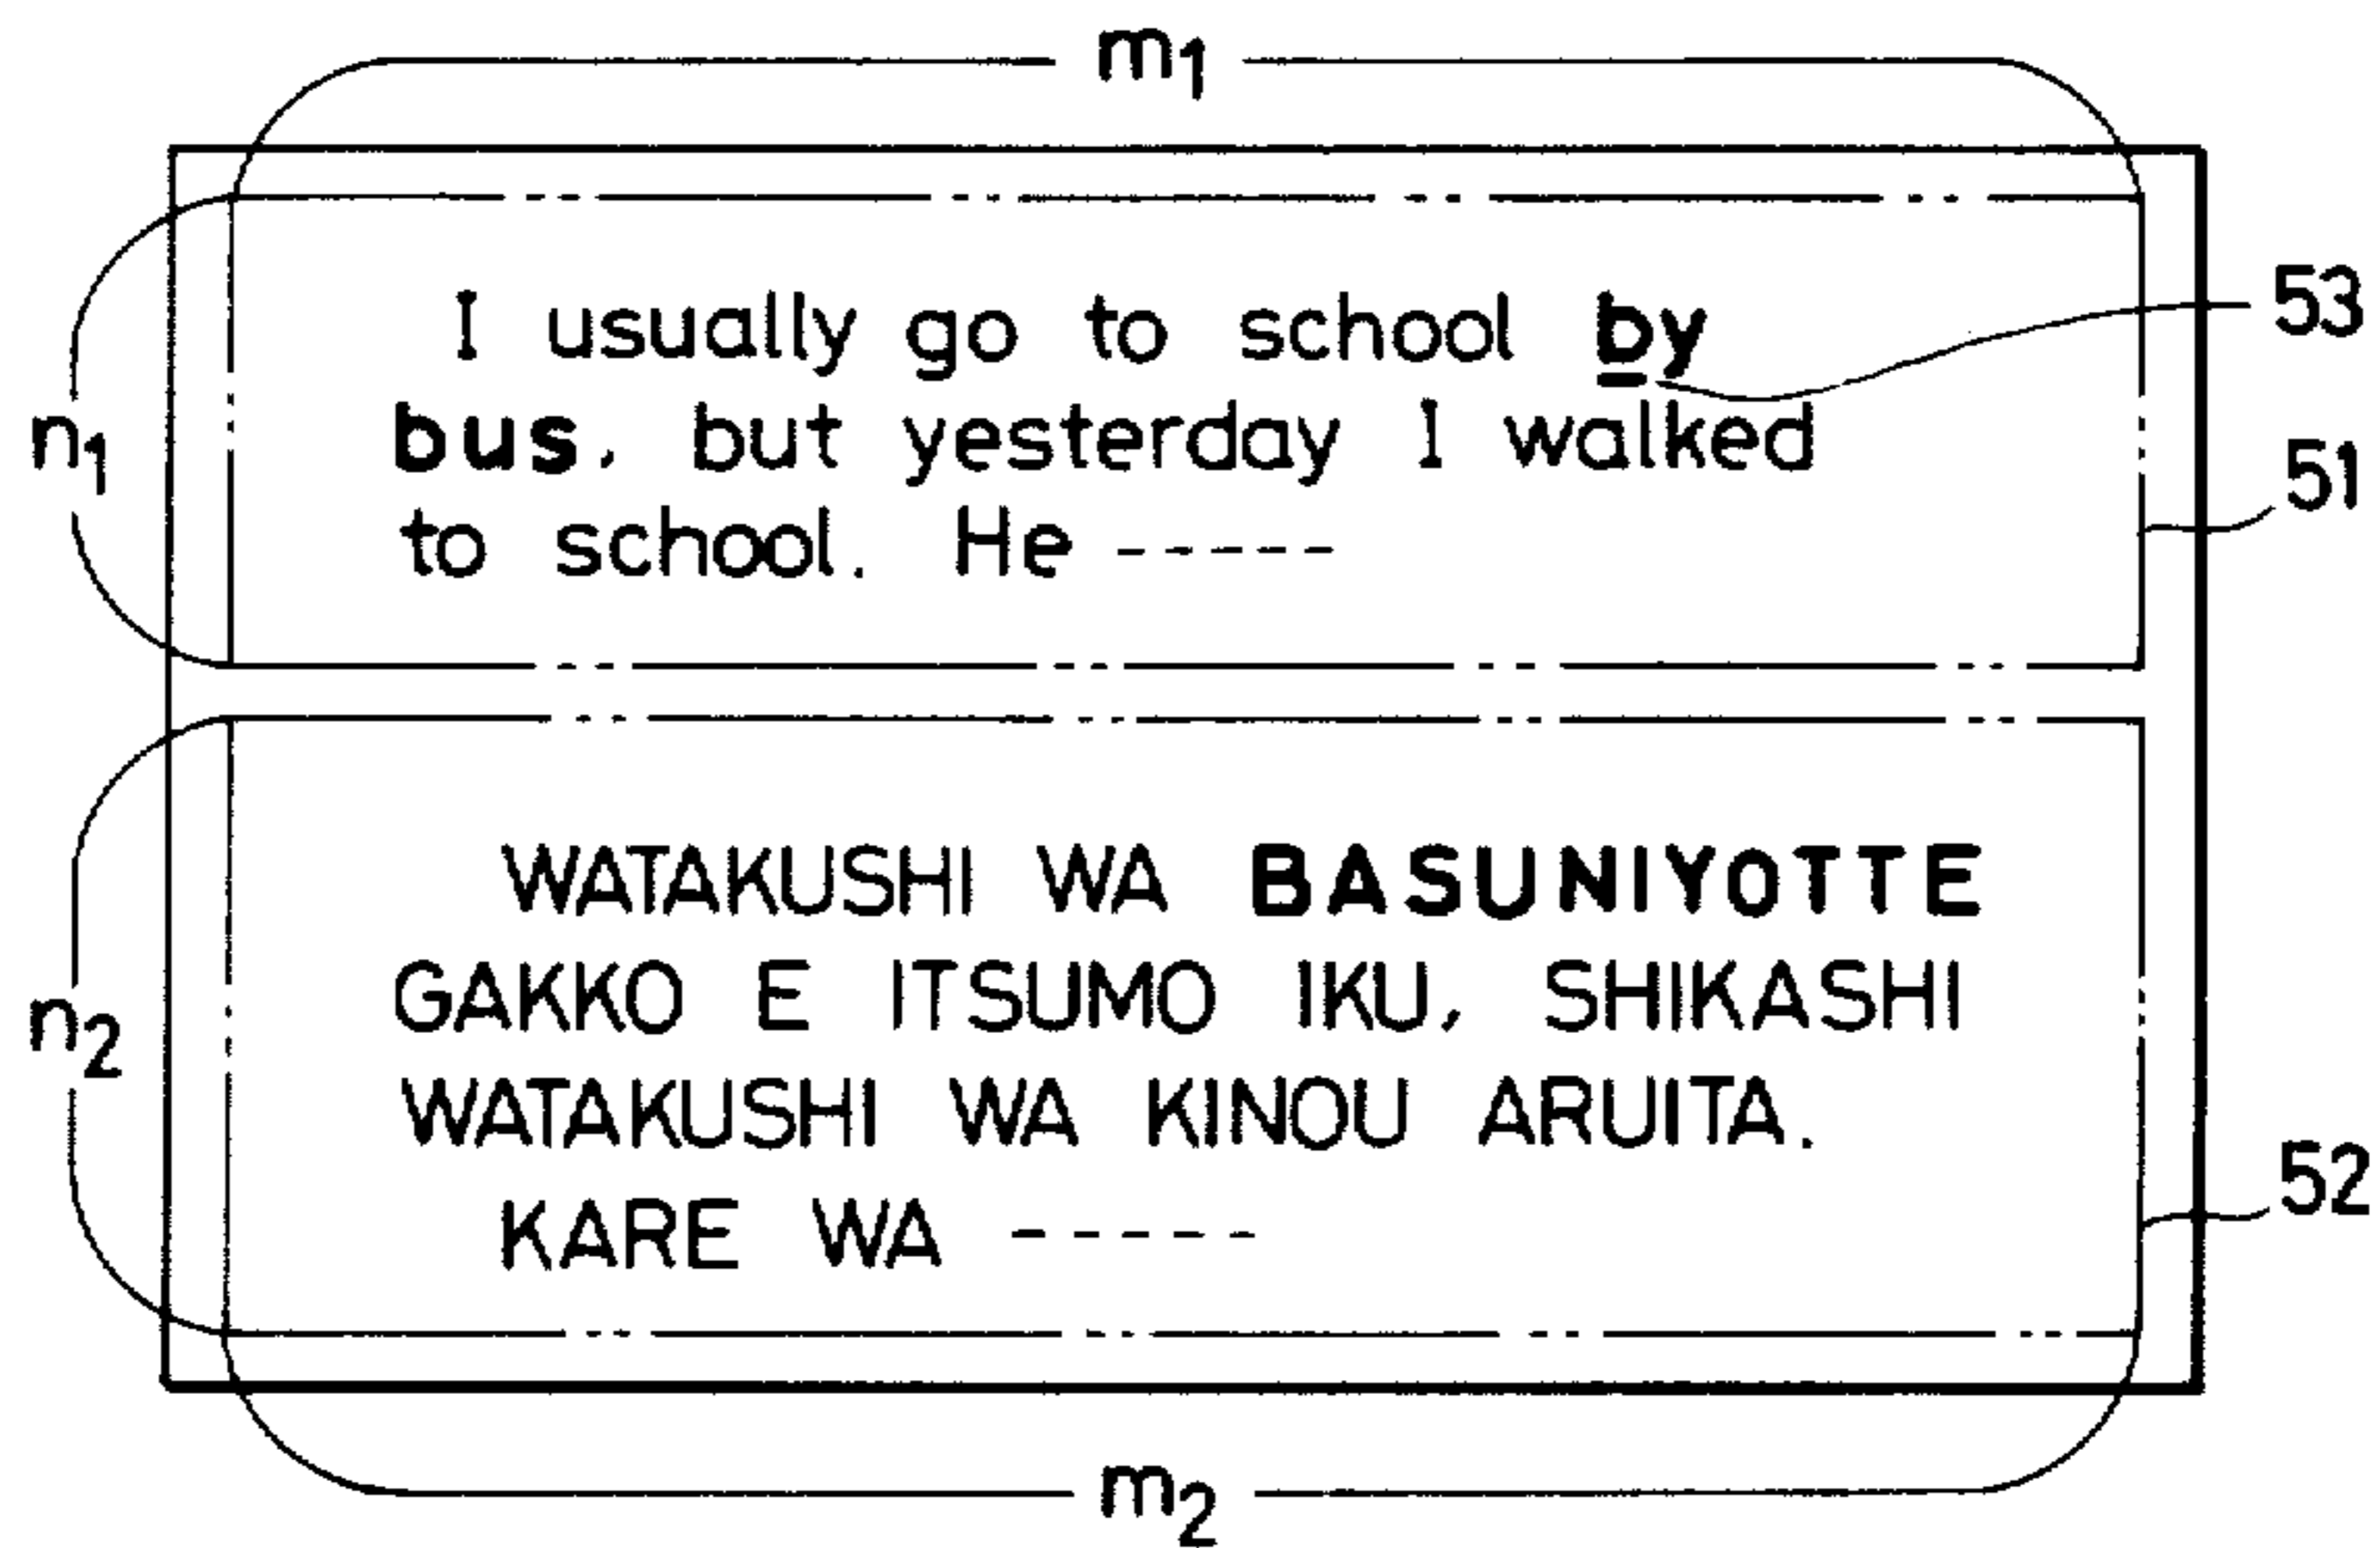 m1
I usually go to school by
53
n1
bus, but yesterday I walked
51
to school. He -----
WATAKUSHI WA BASUNIYOTTE
n2
GAKKO E ITSUMO IKU, SHIKASHI
WATAKUSHI WA KINOU ARUITA.
52
KARE WA -----
m2